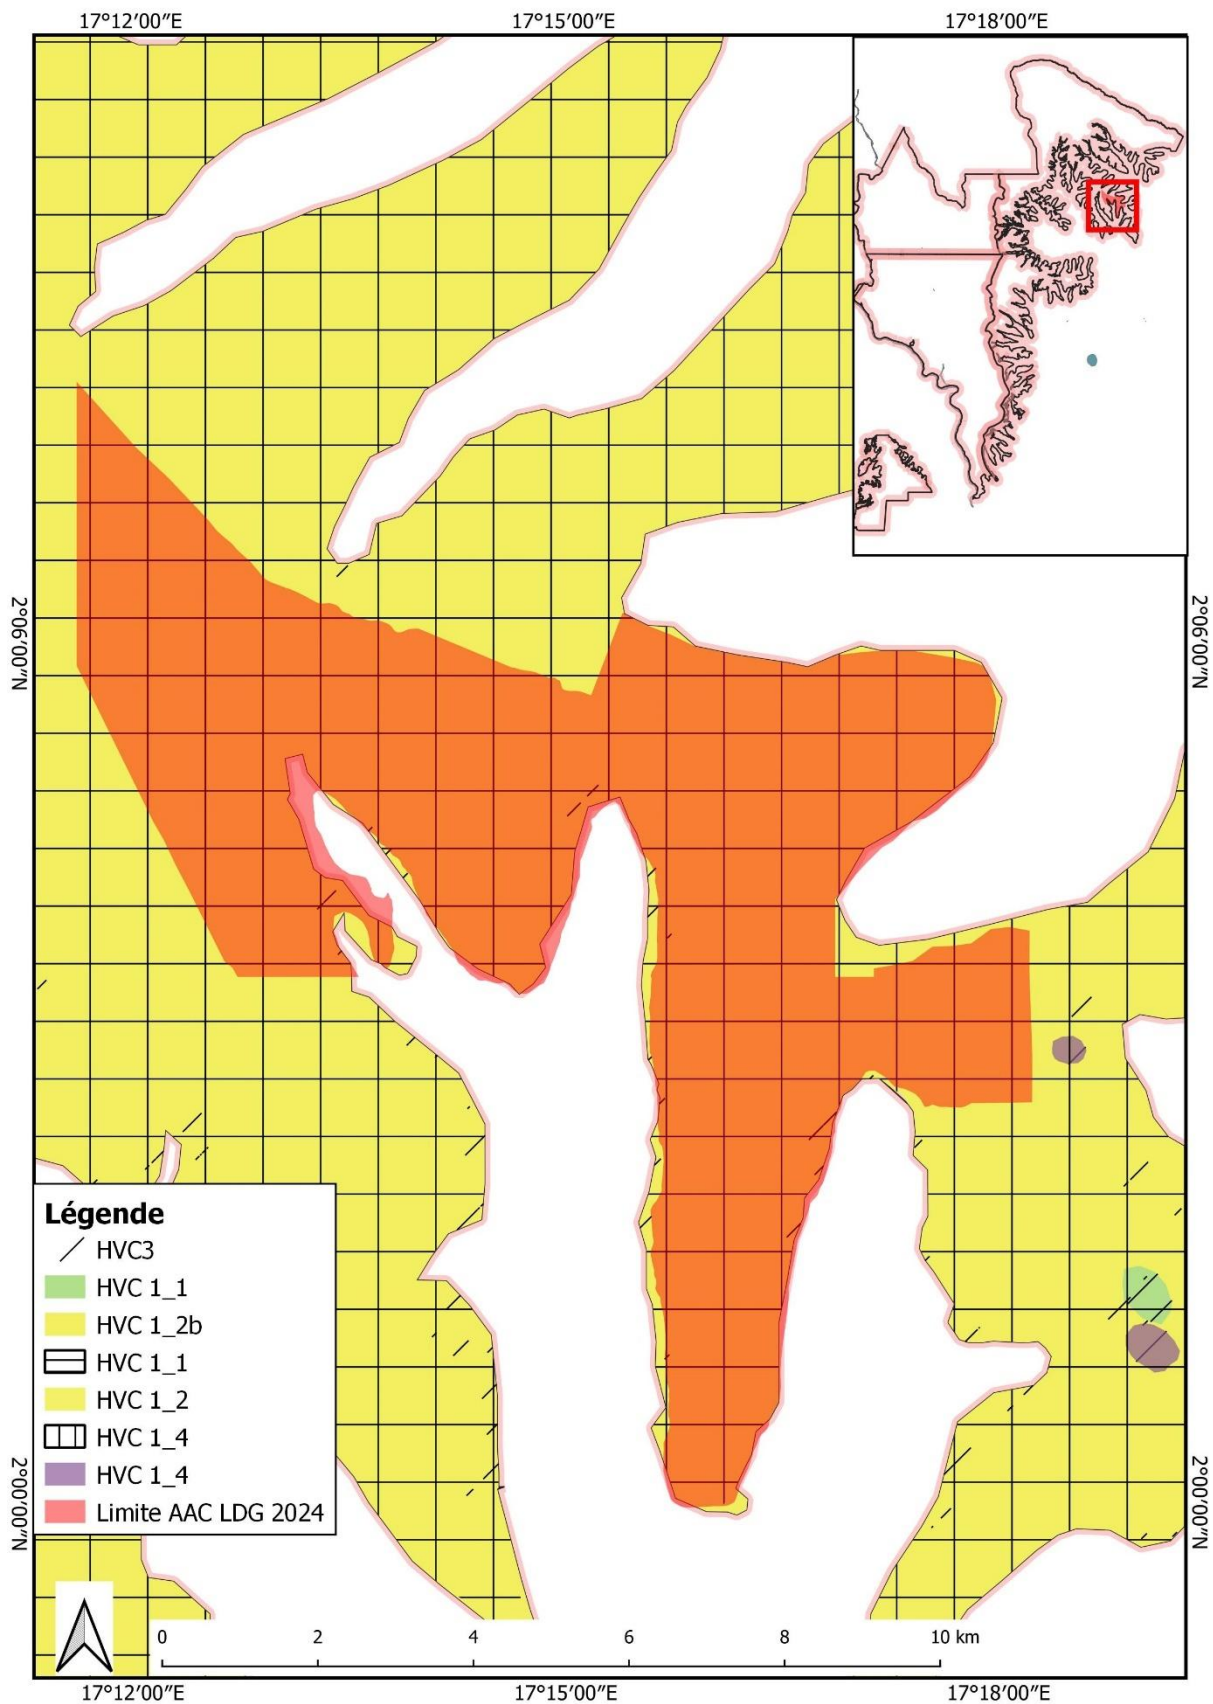 17°12′00″E 17°15′00″E 17°18′00″E
2°06′00″N 2°06′00″N
Légende
HVC3
HVC 1_1
HVC 1_2b
HVC 1_1
HVC 1_2
HVC 1_4
HVC 1_4
Limite AAC LDG 2024
2°00′00″N 2°00′00″N
0 2 4 6 8 10 km
17°12′00″E 17°15′00″E 17°18′00″E